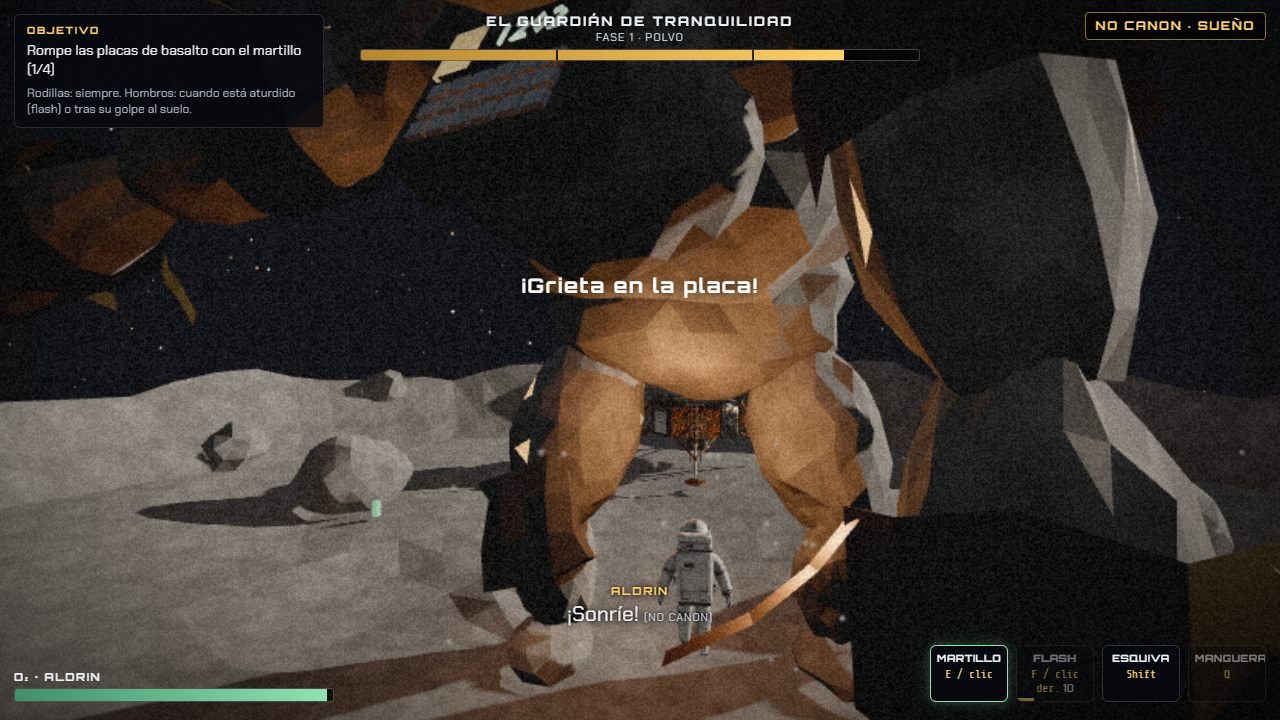 OBJETIVO
Rompe las placas de basalto con el martillo
(1/4)
Rodillas: siempre. Hombros: cuando está aturdido
(flash) o tras su golpe al suelo.
EL GUARDIÁN DE TRANQUILIDAD
FASE 1 · POLVO
NO CANON · SUEÑO
¡Grieta en la placa!
ALDRIN
¡Sonríe! (NO CANON)
O₂ · ALDRIN
MARTILLO
E / clic
FLASH
F / clic
der. 10
ESQUIVA
Shift
MANGUERA
Q